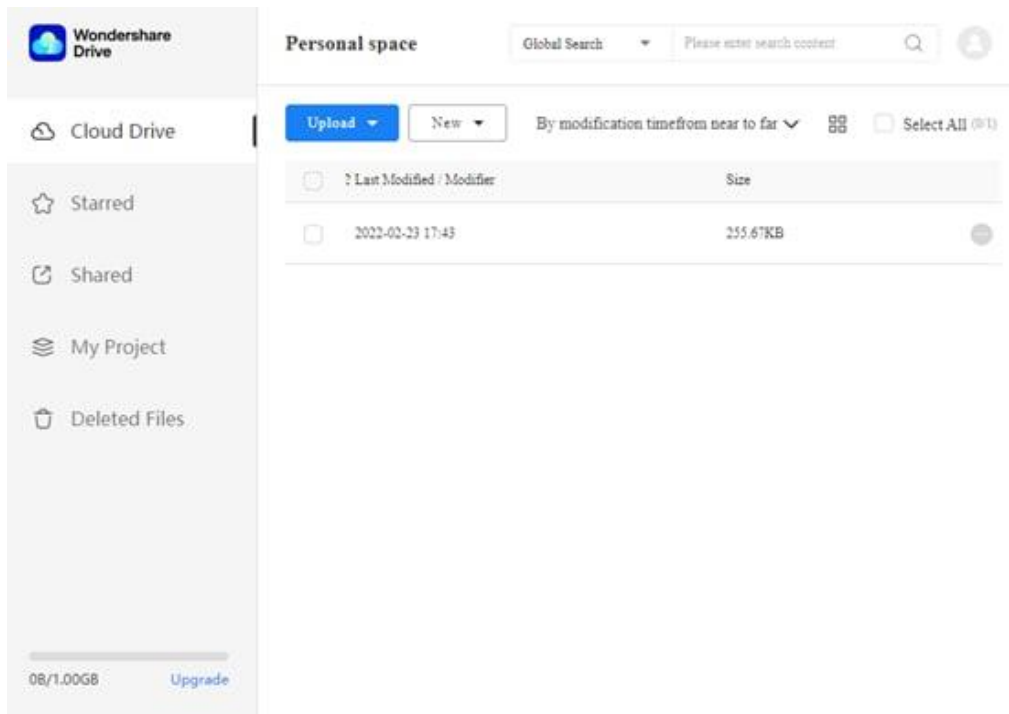 Wondershare
Drive
Personal space
Global Search
Please enter search content
Cloud Drive
Upload
New
By modification timefrom near to far
Select All (0/1)
? Last Modified / Modifier
Size
Starred
2022-02-23 17:43
255.67KB
Shared
My Project
Deleted Files
0B/1.00GB
Upgrade